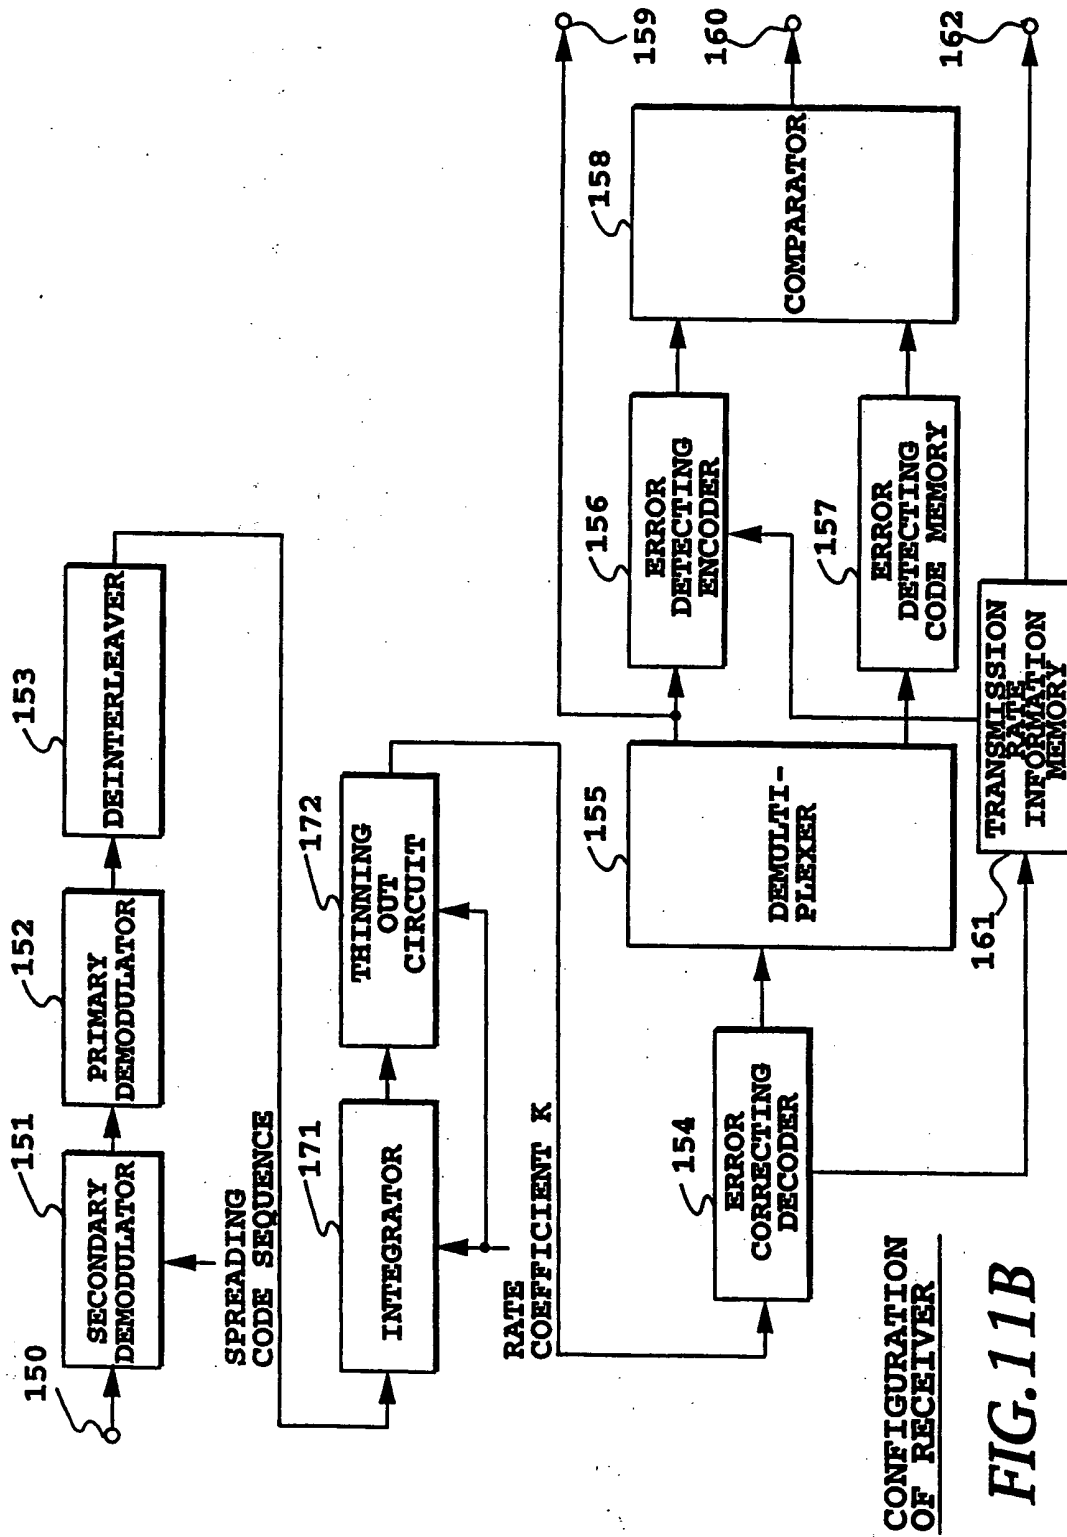 150
151
SECONDARY
DEMODULATOR
SPREADING
CODE SEQUENCE
152
PRIMARY
DEMODULATOR
153
DEINTERLEAVER
171
INTEGRATOR
172
THINNING
OUT
CIRCUIT
RATE
COEFFICIENT K
154
ERROR
CORRECTING
DECODER
155
DEMULTI-
PLEXER
156
ERROR
DETECTING
ENCODER
157
ERROR
DETECTING
CODE MEMORY
158
COMPARATOR
159
160
161
TRANSMISSION
RATE
INFORMATION
MEMORY
162
CONFIGURATION
OF RECEIVER
FIG.11B